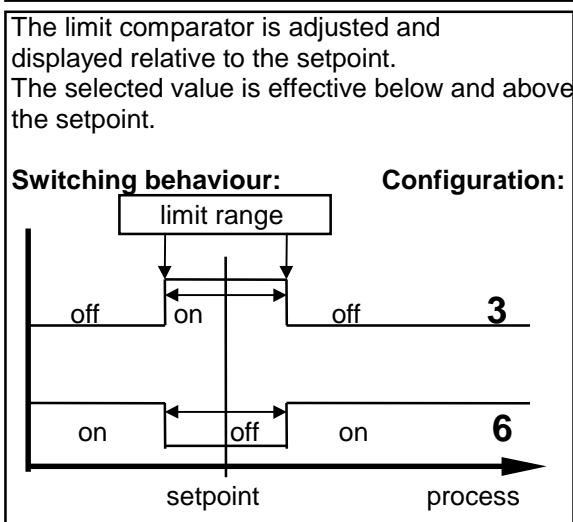 The limit comparator is adjusted and
displayed relative to the setpoint.
The selected value is effective below and above
the setpoint.
Switching behaviour: Configuration:
limit range
off on off 3
on off on 6
setpoint process